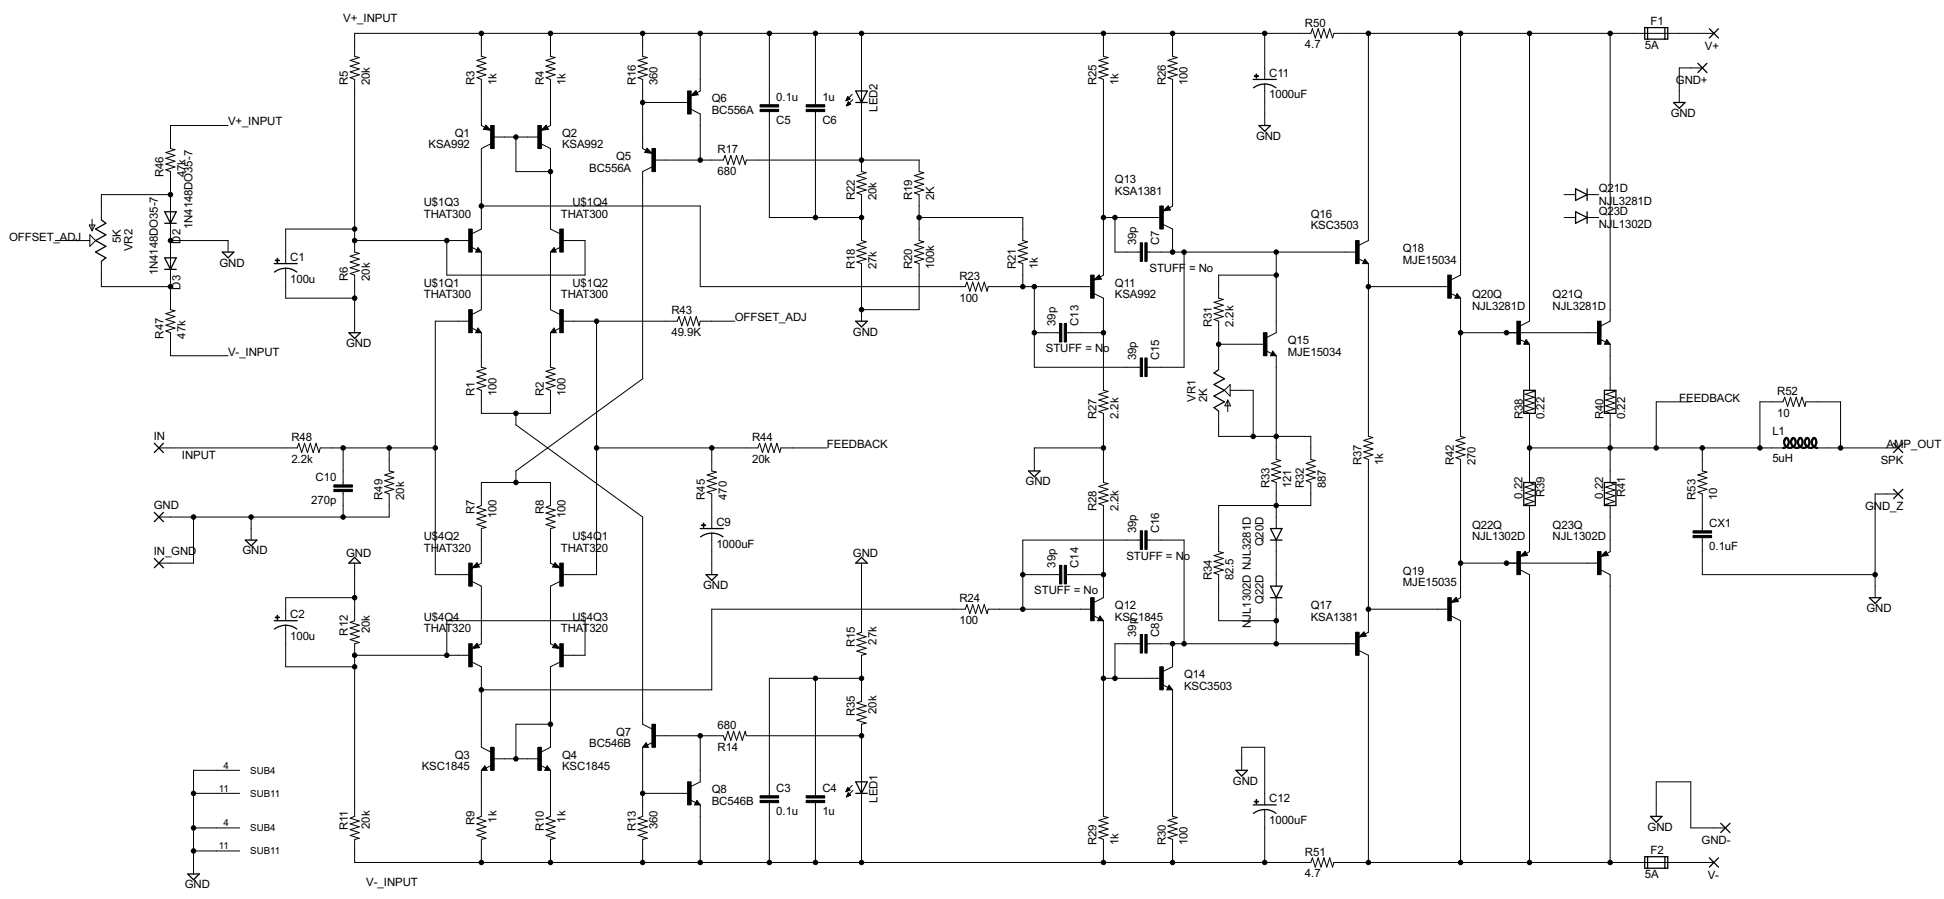 V+_INPUT
R5
20k
R3
1k
R4
1k
R16
360
Q6
BC556A
0.1u
C5
1u
C6
LED2
R25
1k
R26
100
C11
1000uF
GND
R50
4.7
F1
5A
V+
GND+
GND
V+_INPUT
R46
47k
1N4148DO35-7
1N4148DO35-7
D2
D3
5K
VR2
OFFSET_ADJ
GND
R47
47k
V-_INPUT
Q1
KSA992
Q2
KSA992
Q5
BC556A
R17
680
R22
20k
R19
2K
Q13
KSA1381
U$1Q3
THAT300
U$1Q4
THAT300
C1
100u
R6
20k
GND
R18
27k
R20
100k
R21
1k
GND
39p
C7
STUFF = No
Q16
KSC3503
Q18
MJE15034
Q21D
NJL3281D
Q23D
NJL1302D
U$1Q1
THAT300
U$1Q2
THAT300
R43
49.9K
OFFSET_ADJ
R23
100
Q11
KSA992
39p
C13
STUFF = No
39p
C15
R31
2.2k
Q15
MJE15034
Q20Q
NJL3281D
Q21Q
NJL3281D
R1
100
R2
100
VR1
2K
R27
2.2k
R38
0.22
R40
0.22
FEEDBACK
R52
10
L1
5uH
AMP_OUT
SPK
IN
INPUT
R48
2.2k
C10
270p
R49
20k
R44
20k
FEEDBACK
R45
470
C9
1000uF
GND
GND
R28
2.2k
R33
121
R32
887
R37
1k
R42
270
0.22
R39
0.22
R41
R53
10
CX1
0.1uF
GND_Z
GND
GND
IN_GND
GND
R7
100
R8
100
U$4Q2
THAT320
U$4Q1
THAT320
39p
C16
STUFF = No
39p
C14
STUFF = No
NJL3281D
Q20D
R34
82.5
NJL1302D
Q22D
Q22Q
NJL1302D
Q23Q
NJL1302D
Q19
MJE15035
GND
C2
100u
R12
20k
U$4Q4
THAT320
U$4Q3
THAT320
GND
R15
27k
R24
100
Q12
KSC1845
39p
C8
Q17
KSA1381
Q14
KSC3503
R35
20k
Q7
BC546B
680
R14
Q3
KSC1845
Q4
KSC1845
Q8
BC546B
C3
0.1u
C4
1u
LED1
4
SUB4
11
SUB11
4
SUB4
11
SUB11
GND
R11
20k
R9
1k
R10
1k
R13
360
R29
1k
R30
100
GND
C12
1000uF
R51
4.7
GND
GND-
F2
5A
V-
V-_INPUT